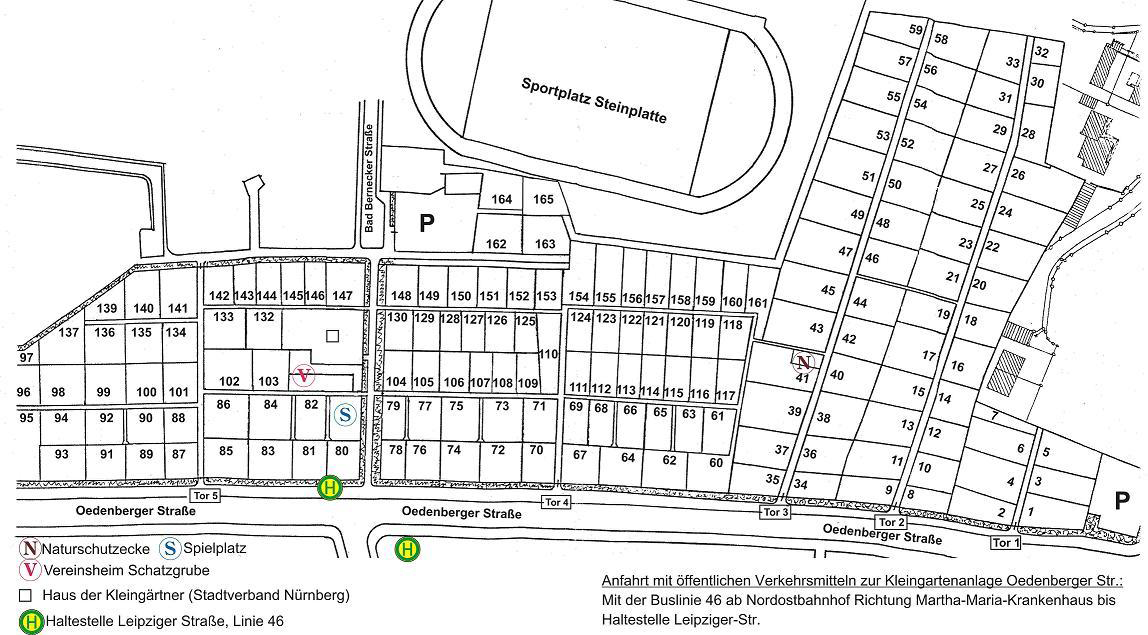 Sportplatz Steinplatte
Bad Bernecker Straße
59 58 33 32
57 56 31 30
55 54 29 28
53 52 27 26
51 50 25 24
49 48 23 22
47 46 21 20
45 44 19 18
43 42 17 16
N
41 40 15 14
39 38 13 12
37 36 11 10
35 34 9 8
7
6 5
4 3
2 1
P
164 165
162 163
P
139 140 141
142 143 144 145 146 147
148 149 150 151 152 153
154 155 156 157 158 159 160 161
137 136 135 134
133 132
130 129 128 127 126 125
124 123 122 121 120 119 118
110
97
96 98 99 100 101
102 103 V
104 105 106 107 108 109
111 112 113 114 115 116 117
95 94 92 90 88
86 84 82 S
79 77 75 73 71
69 68 66 65 63 61
93 91 89 87
85 83 81 80
78 76 74 72 70
67 64 62 60
H
Tor 5
Tor 4
Tor 3
Tor 2
Tor 1
Oedenberger Straße
Oedenberger Straße
Oedenberger Straße
H
N Naturschutzecke S Spielplatz
V Vereinsheim Schatzgrube
Haus der Kleingärtner (Stadtverband Nürnberg)
H Haltestelle Leipziger Straße, Linie 46
Anfahrt mit öffentlichen Verkehrsmitteln zur Kleingartenanlage Oedenberger Str.:
Mit der Buslinie 46 ab Nordostbahnhof Richtung Martha-Maria-Krankenhaus bis
Haltestelle Leipziger-Str.